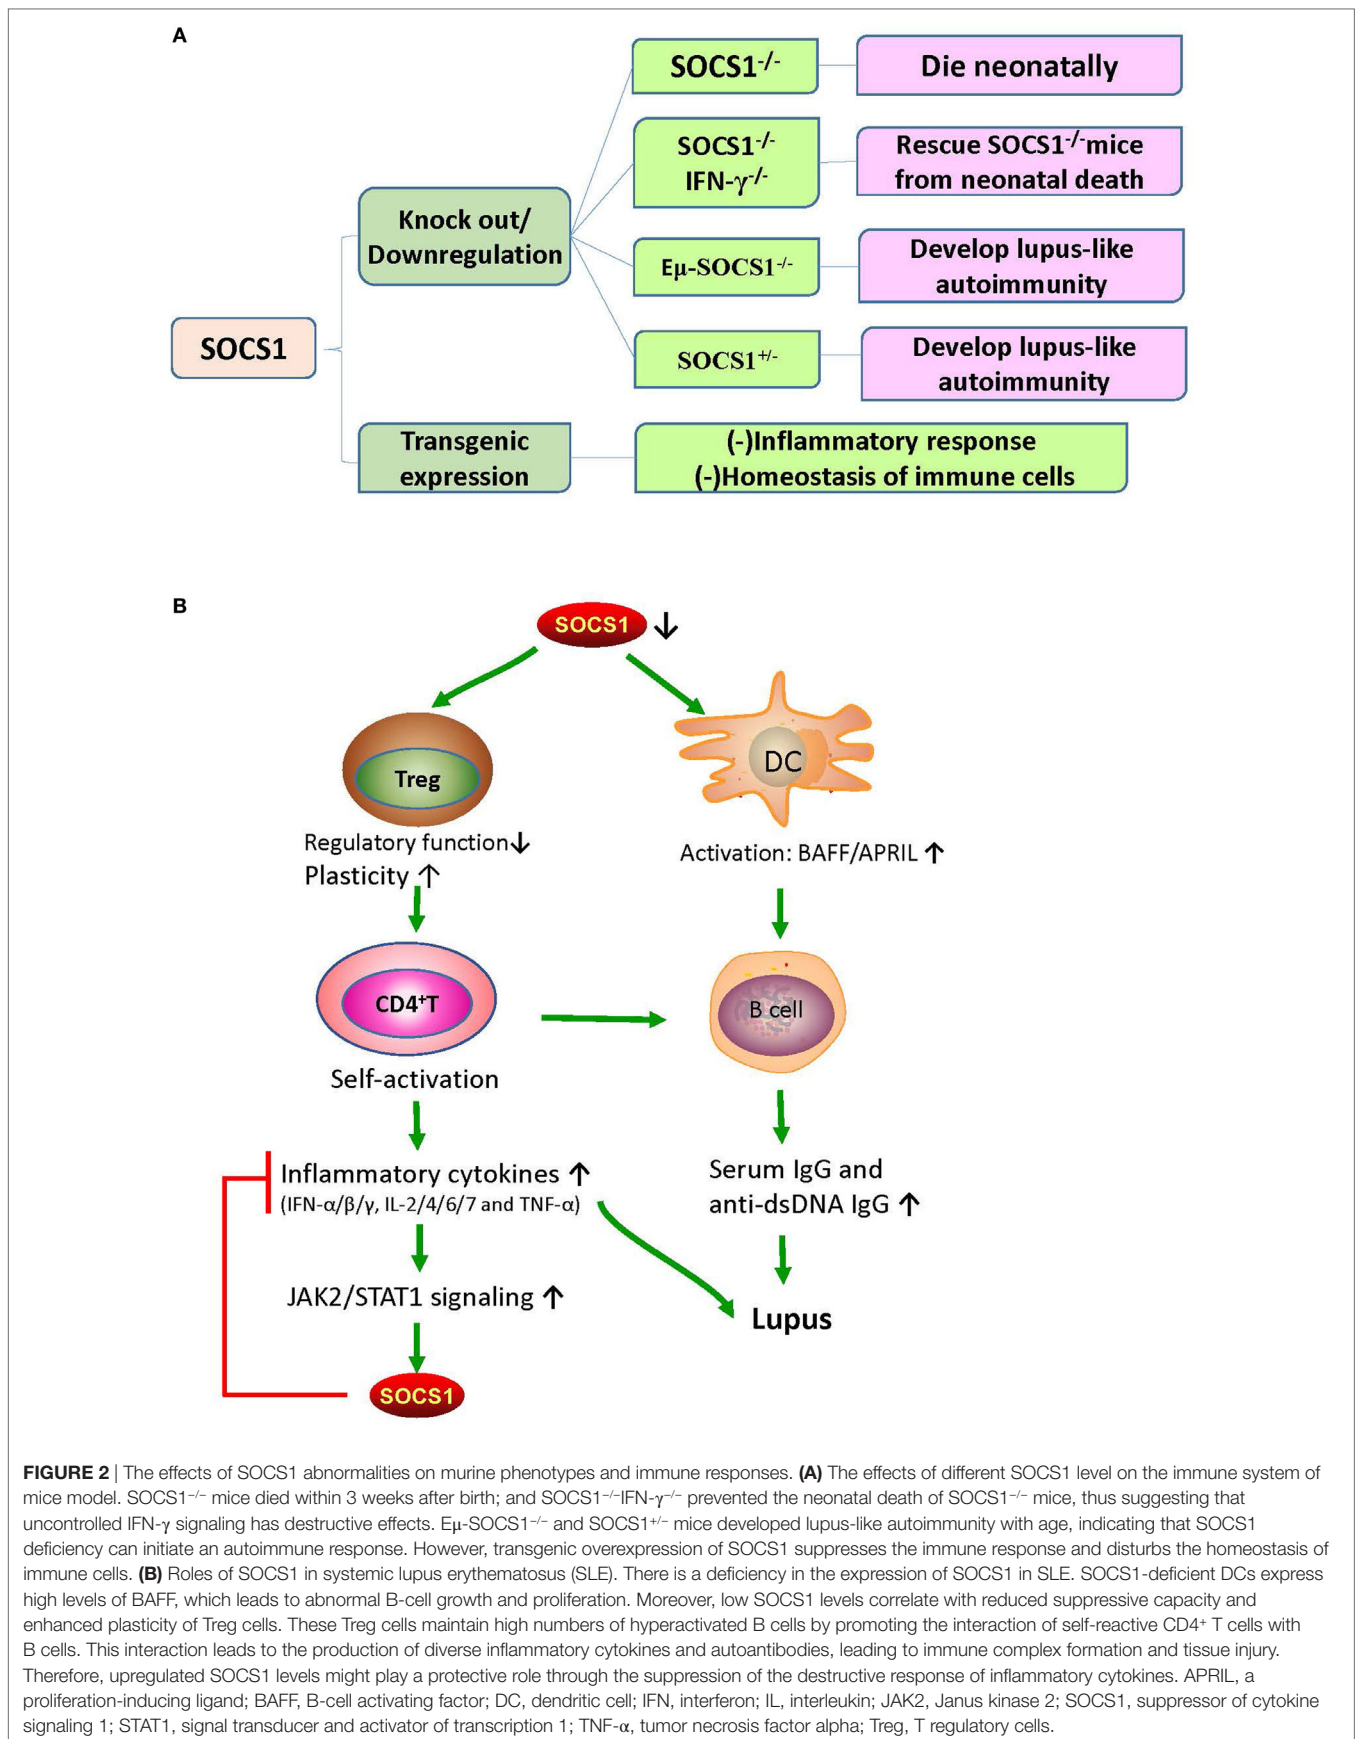 A
SOCS1-/-
Die neonatally
SOCS1-/-
IFN-γ-/-
Rescue SOCS1-/-mice
from neonatal death
Knock out/
Downregulation
Eμ-SOCS1-/-
Develop lupus-like
autoimmunity
SOCS1
SOCS1+/-
Develop lupus-like
autoimmunity
Transgenic
expression
(-)Inflammatory response
(-)Homeostasis of immune cells
B
SOCS1 ↓
Treg
DC
Regulatory function↓
Plasticity ↑
Activation: BAFF/APRIL ↑
CD4+T
B cell
Self-activation
Inflammatory cytokines ↑
(IFN-α/β/γ, IL-2/4/6/7 and TNF-α)
Serum IgG and
anti-dsDNA IgG ↑
JAK2/STAT1 signaling ↑
Lupus
SOCS1
FIGURE 2 | The effects of SOCS1 abnormalities on murine phenotypes and immune responses. (A) The effects of different SOCS1 level on the immune system of
mice model. SOCS1−/− mice died within 3 weeks after birth; and SOCS1−/−IFN-γ−/− prevented the neonatal death of SOCS1−/− mice, thus suggesting that
uncontrolled IFN-γ signaling has destructive effects. Eμ-SOCS1−/− and SOCS1+/− mice developed lupus-like autoimmunity with age, indicating that SOCS1
deficiency can initiate an autoimmune response. However, transgenic overexpression of SOCS1 suppresses the immune response and disturbs the homeostasis of
immune cells. (B) Roles of SOCS1 in systemic lupus erythematosus (SLE). There is a deficiency in the expression of SOCS1 in SLE. SOCS1-deficient DCs express
high levels of BAFF, which leads to abnormal B-cell growth and proliferation. Moreover, low SOCS1 levels correlate with reduced suppressive capacity and
enhanced plasticity of Treg cells. These Treg cells maintain high numbers of hyperactivated B cells by promoting the interaction of self-reactive CD4+ T cells with
B cells. This interaction leads to the production of diverse inflammatory cytokines and autoantibodies, leading to immune complex formation and tissue injury.
Therefore, upregulated SOCS1 levels might play a protective role through the suppression of the destructive response of inflammatory cytokines. APRIL, a
proliferation-inducing ligand; BAFF, B-cell activating factor; DC, dendritic cell; IFN, interferon; IL, interleukin; JAK2, Janus kinase 2; SOCS1, suppressor of cytokine
signaling 1; STAT1, signal transducer and activator of transcription 1; TNF-α, tumor necrosis factor alpha; Treg, T regulatory cells.